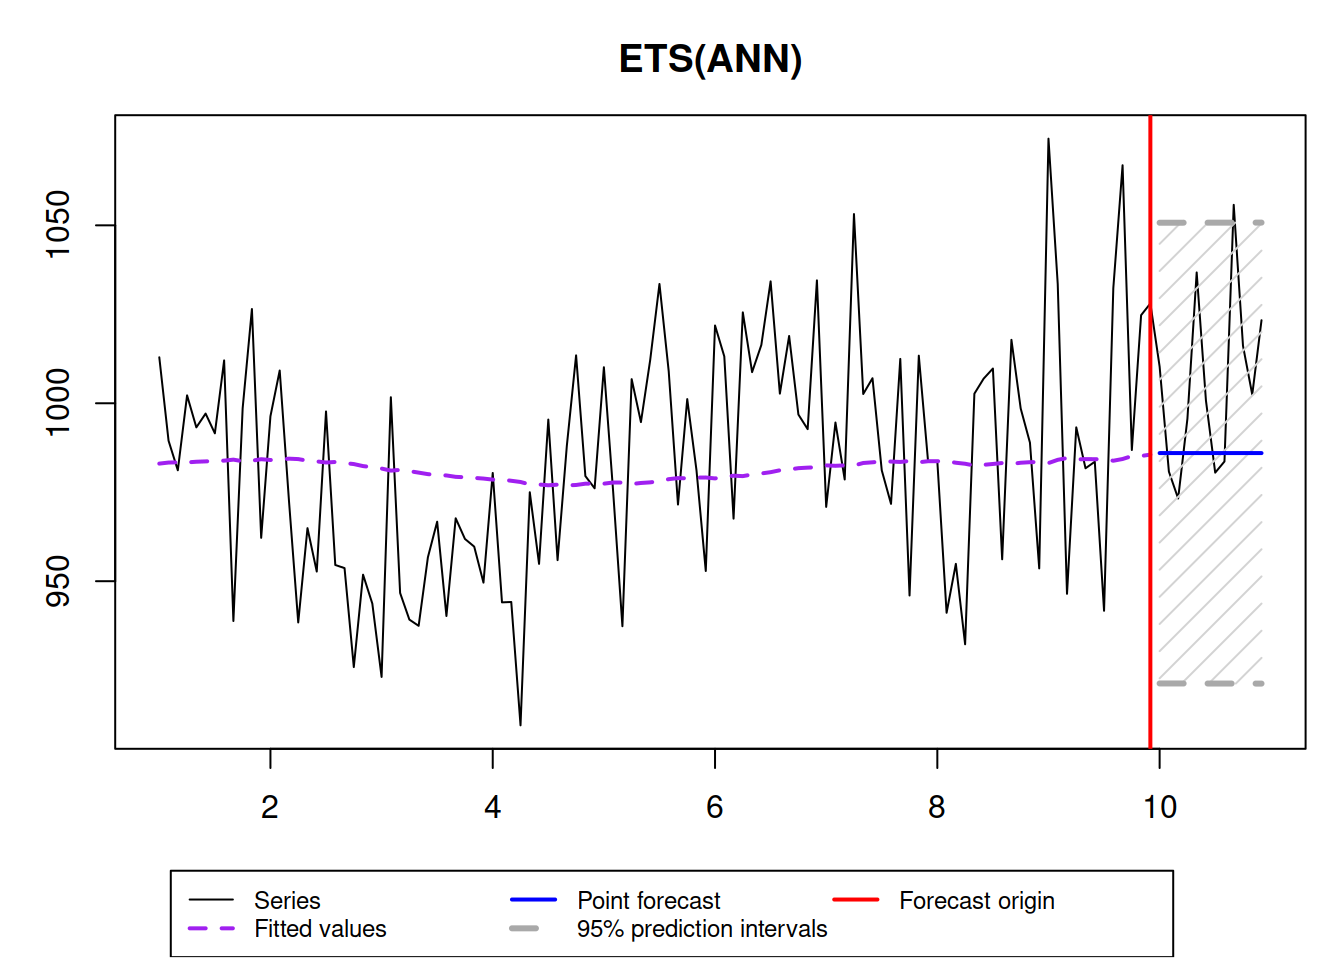 ETS(ANN)
1050
1000
950
2 4 6 8 10
Series Point forecast Forecast origin
Fitted values 95% prediction intervals